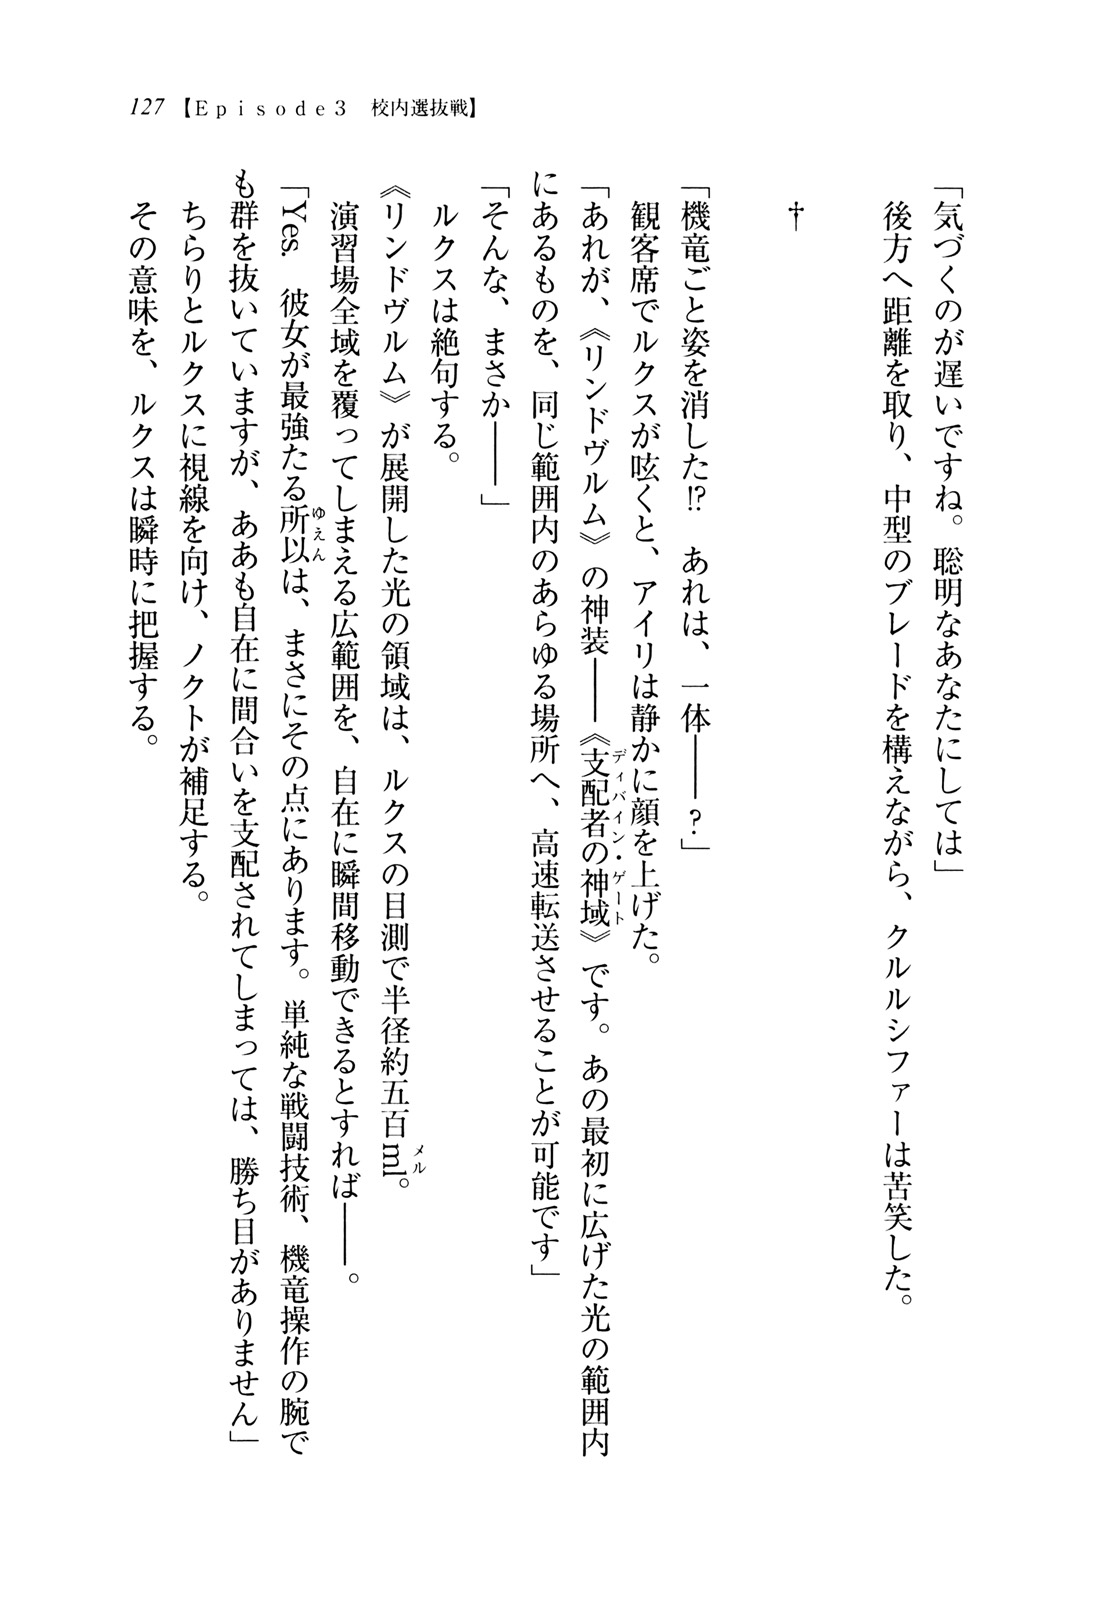 127 【Episode3　校内選抜戦】
「気づくのが遅いですね。聡明なあなたにしては」
後方へ距離を取り、中型のブレードを構えながら、クルルシファーは苦笑した。
†
「機竜ごと姿を消した!?　あれは、一体――？」
観客席でルクスが呟くと、アイリは静かに顔を上げた。
「あれが、《リンドヴルム》の神装――《支配者の神域》です。あの最初に広げた光の範囲内
ディバイン・ゲート
にあるものを、同じ範囲内のあらゆる場所へ、高速転送させることが可能です」
「そんな、まさか――」
ルクスは絶句する。
《リンドヴルム》が展開した光の領域は、ルクスの目測で半径約五百ml。
メル
演習場全域を覆ってしまえる広範囲を、自在に瞬間移動できるとすれば――。
「Yes.　彼女が最強たる所以は、まさにその点にあります。単純な戦闘技術、機竜操作の腕で
ゆえん
も群を抜いていますが、ああも自在に間合いを支配されてしまっては、勝ち目がありません」
ちらりとルクスに視線を向け、ノクトが補足する。
その意味を、ルクスは瞬時に把握する。